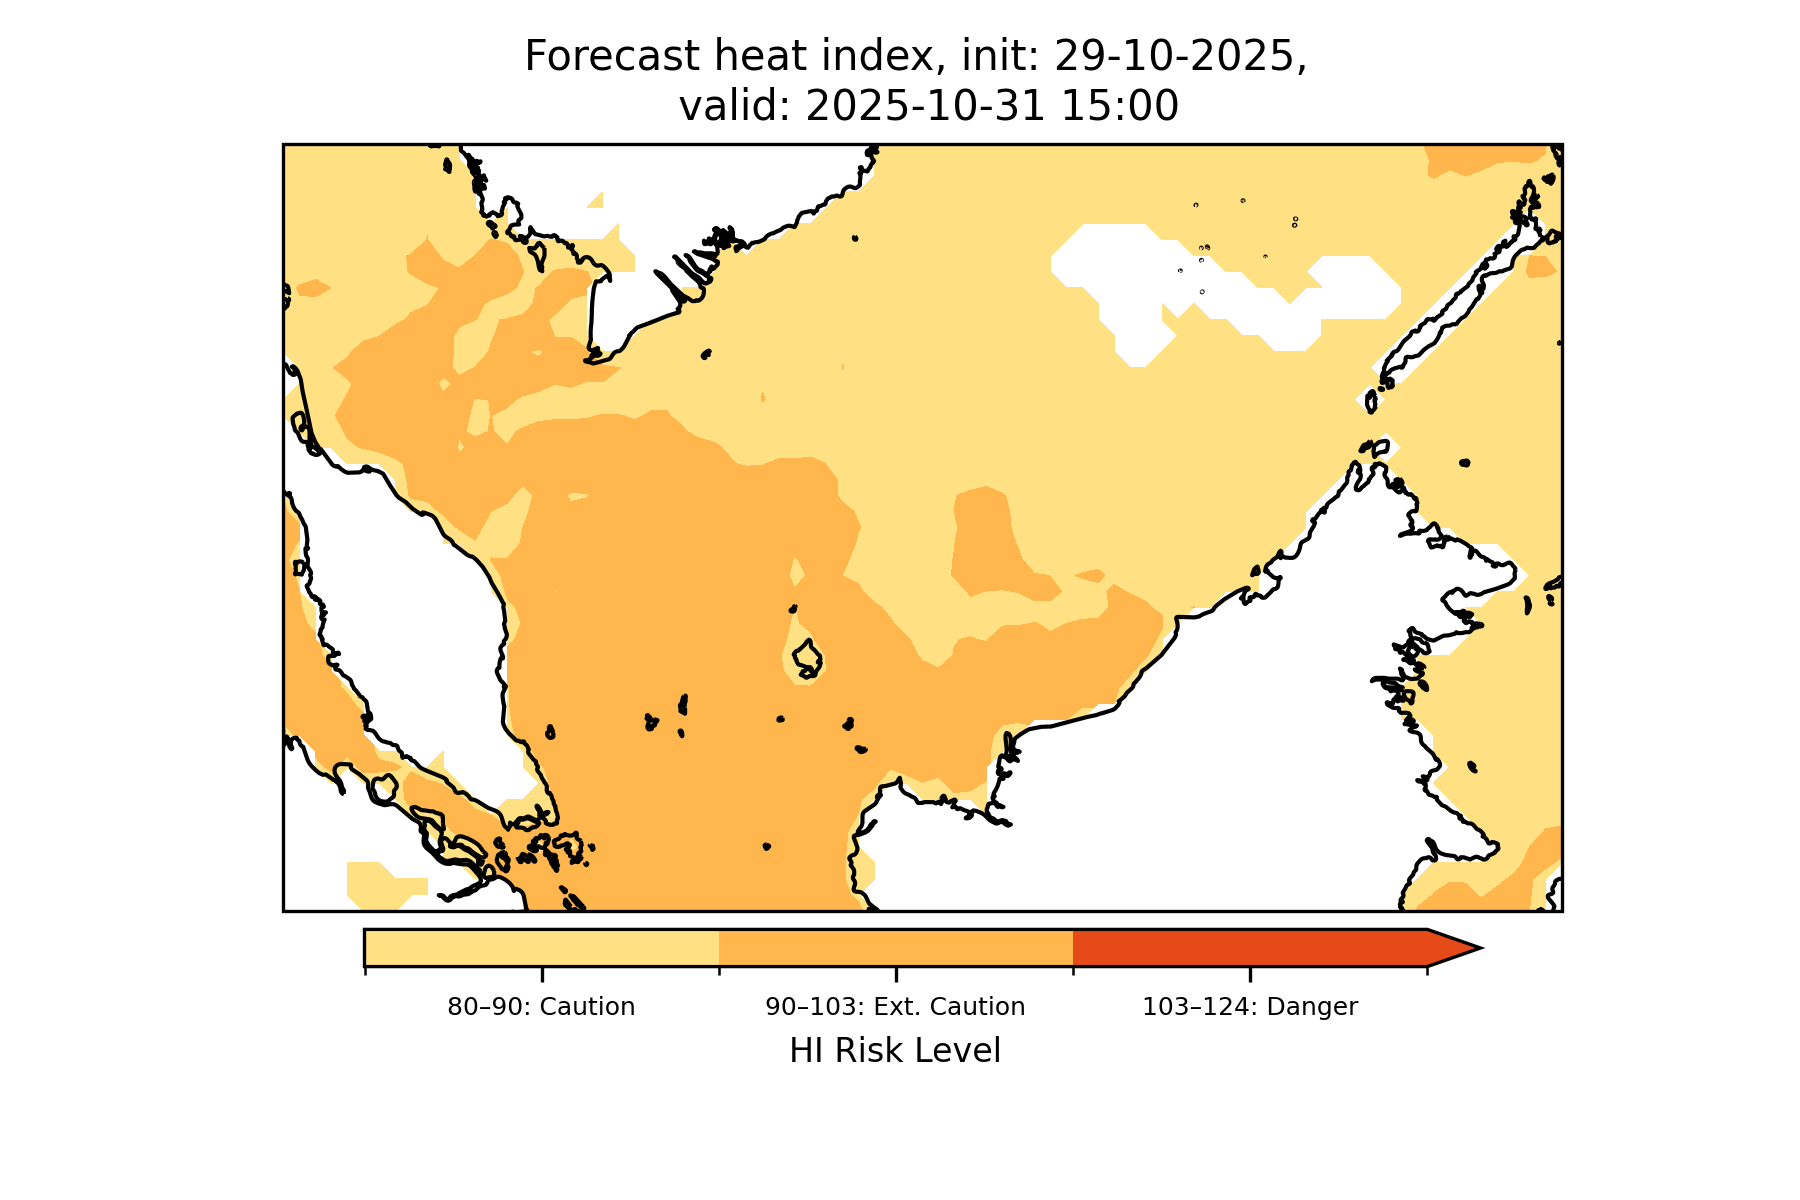 Forecast heat index, init: 29-10-2025,
valid: 2025-10-31 15:00
80–90: Caution
90–103: Ext. Caution
103–124: Danger
HI Risk Level